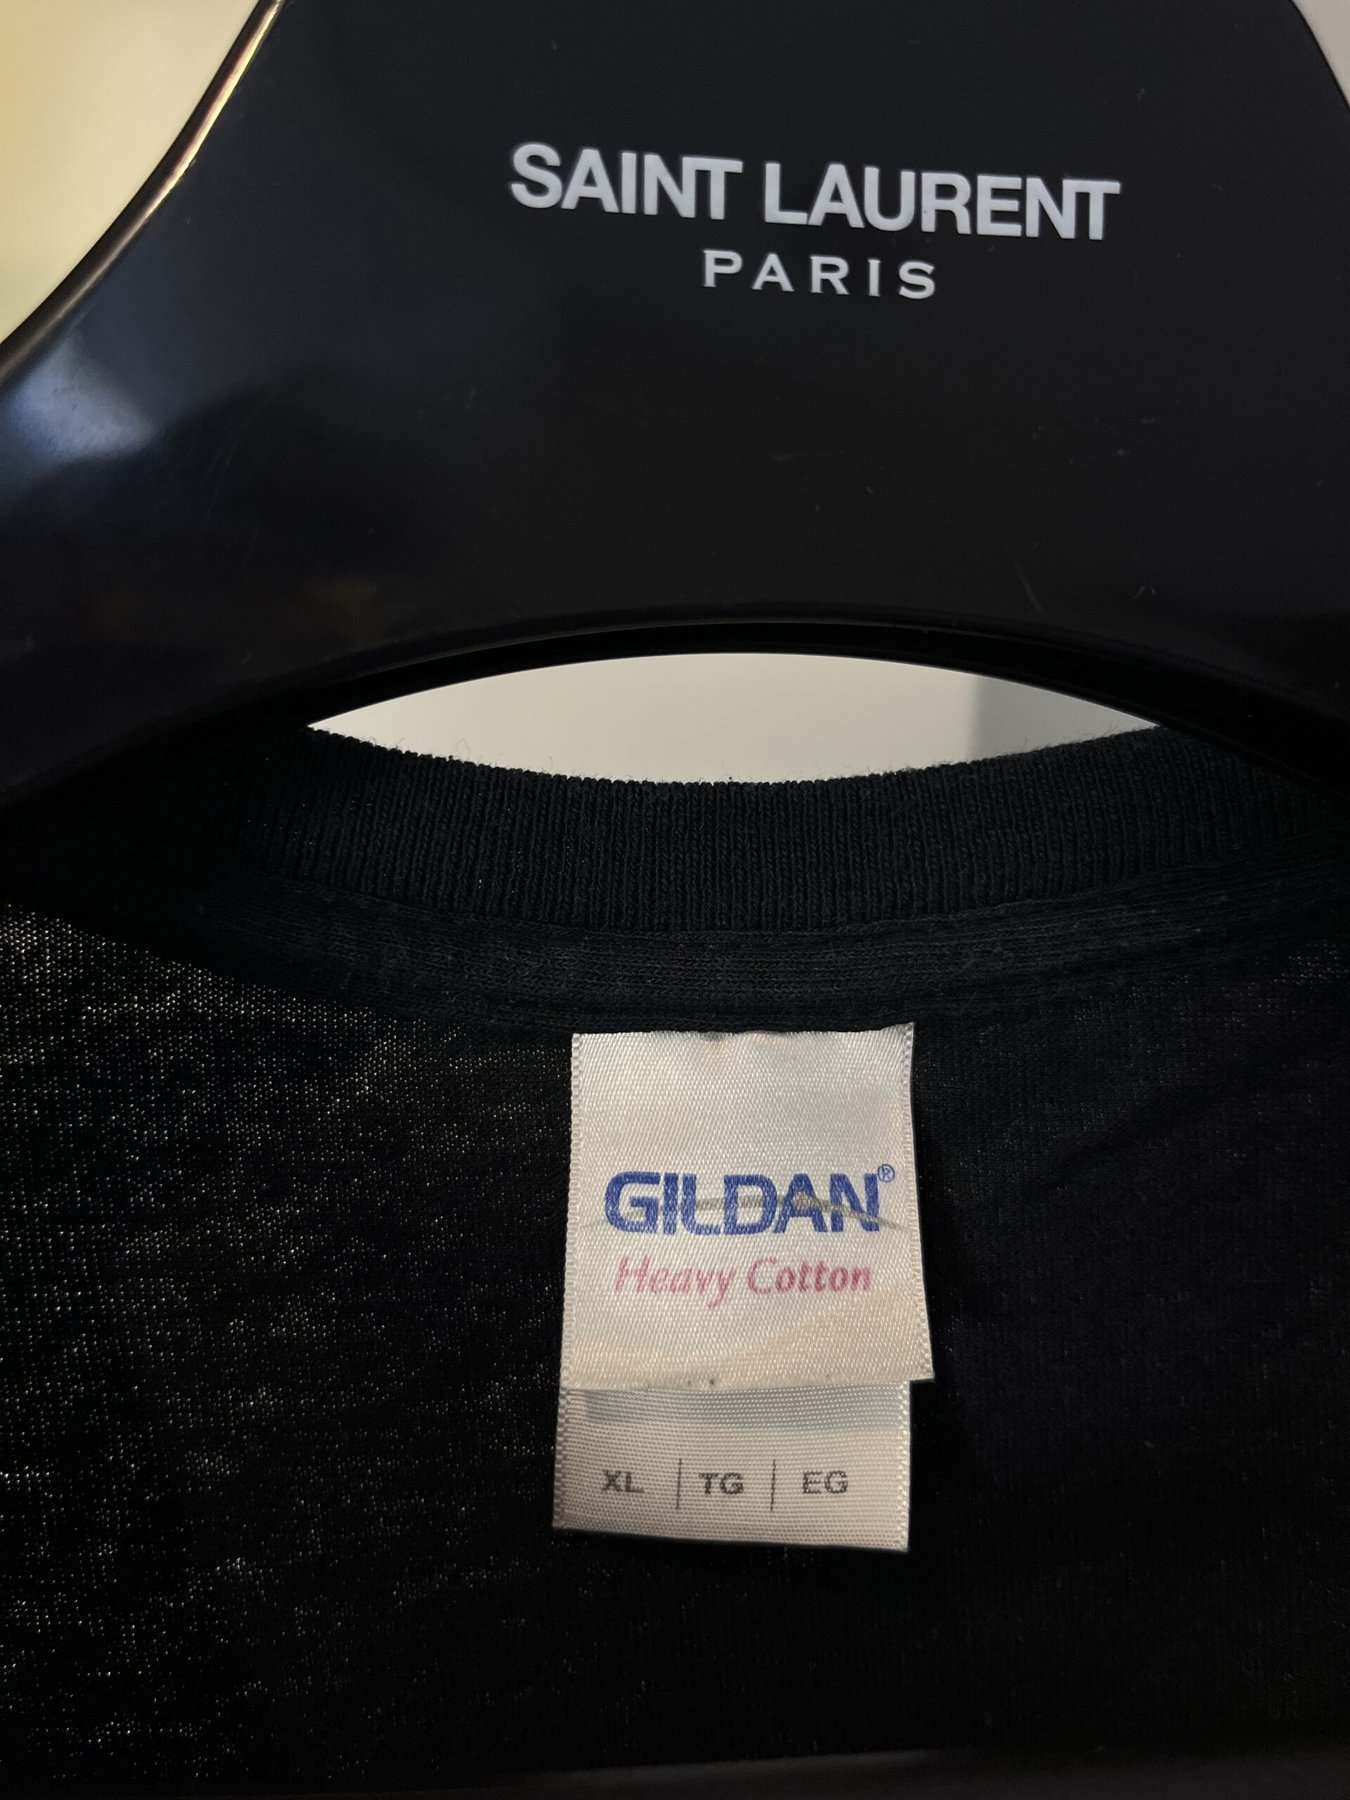 SAINT LAURENT
PARIS
GILDAN®
Heavy Cotton
XL | TG | EG